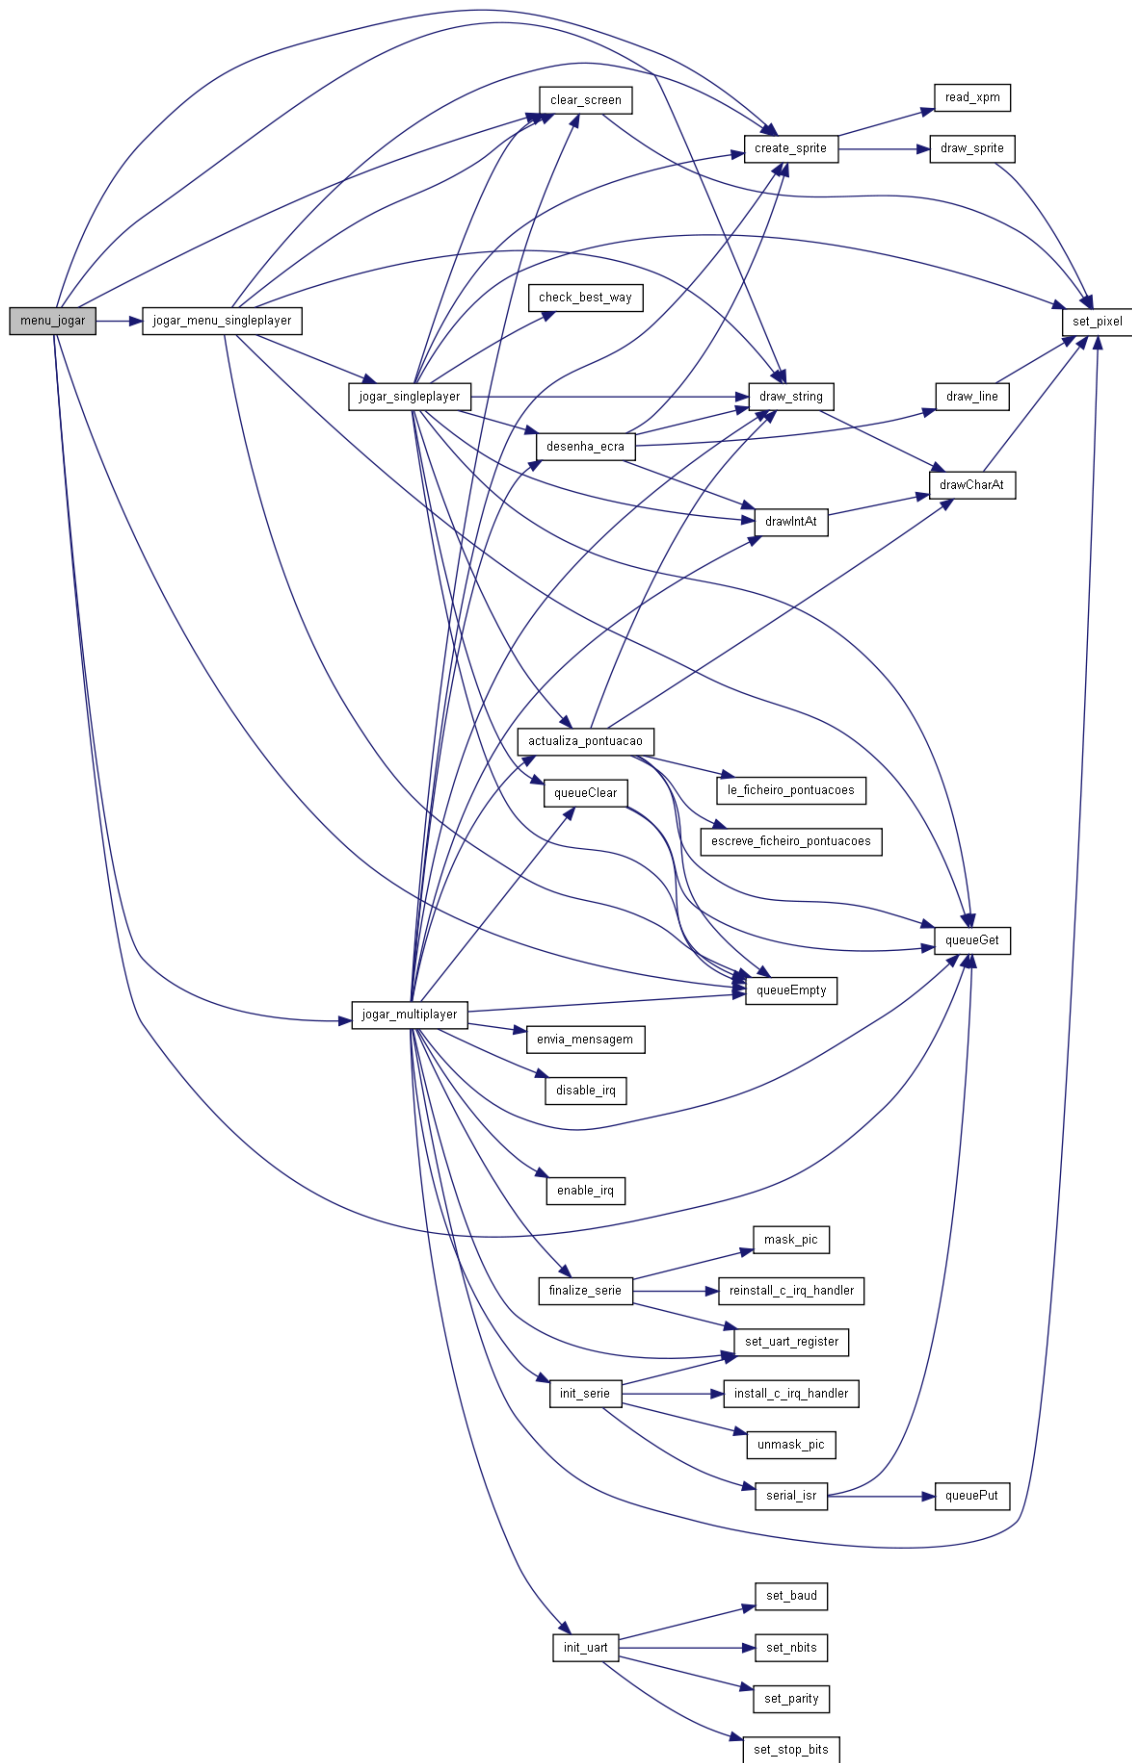 read_xpm
clear_screen
create_sprite
draw_sprite
check_best_way
menu_jogar
jogar_menu_singleplayer
set_pixel
jogar_singleplayer
draw_string
draw_line
desenha_ecra
drawCharAt
drawIntAt
actualiza_pontuacao
le_ficheiro_pontuacoes
queueClear
escreve_ficheiro_pontuacoes
queueGet
queueEmpty
jogar_multiplayer
envia_mensagem
disable_irq
enable_irq
mask_pic
finalize_serie
reinstall_c_irq_handler
set_uart_register
init_serie
install_c_irq_handler
unmask_pic
serial_isr
queuePut
set_baud
init_uart
set_nbits
set_parity
set_stop_bits